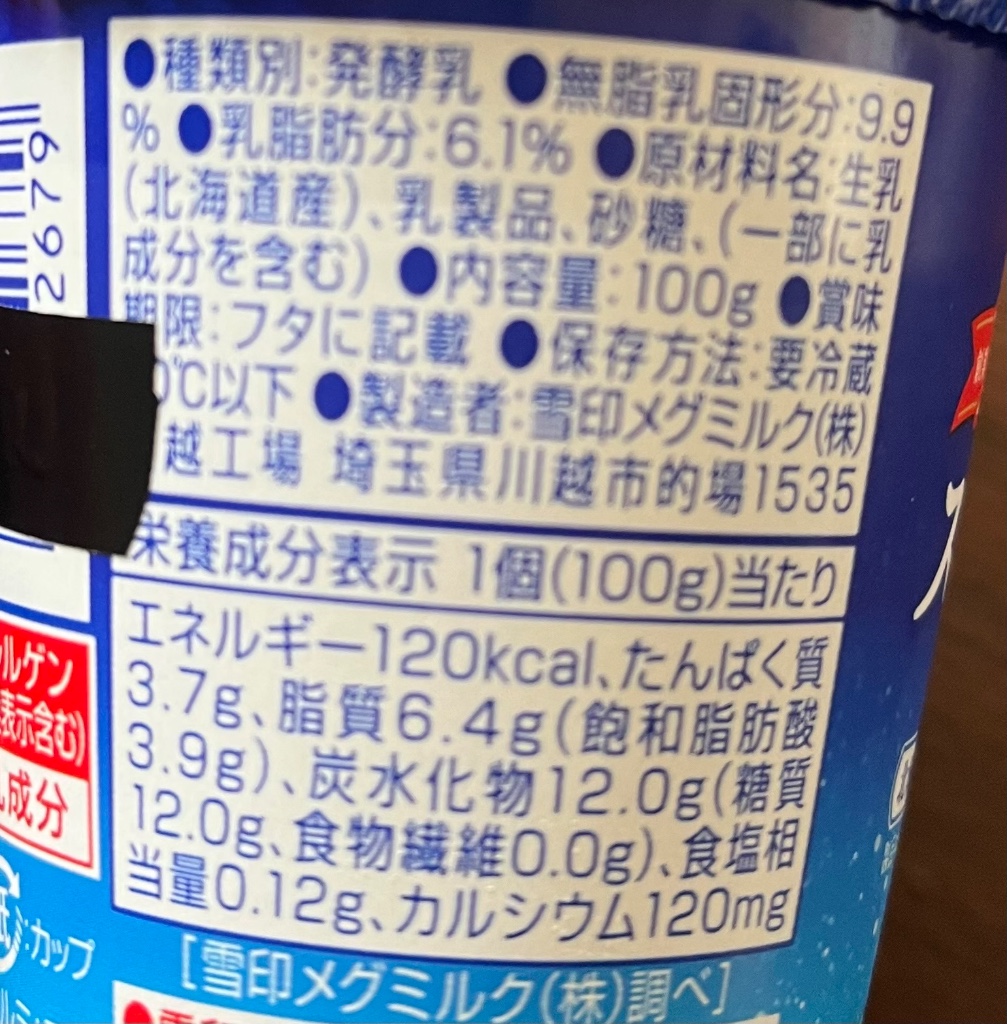 ●種類別:発酵乳 ●無脂乳固形分:9.9
% ●乳脂肪分:6.1% ●原材料名:生乳
(北海道産)、乳製品、砂糖、(一部に乳
成分を含む) ●内容量:100g ●賞味
期限:フタに記載 ●保存方法:要冷蔵
0℃以下 ●製造者:雪印メグミルク(株)
越工場 埼玉県川越市的場1535
栄養成分表示 1個(100g)当たり
エネルギー120kcal、たんぱく質
3.7g、脂質6.4g(飽和脂肪酸
3.9g)、炭水化物12.0g(糖質
12.0g、食物繊維0.0g)、食塩相
当量0.12g、カルシウム120mg
[雪印メグミルク(株)調べ]
02679
ルゲン
表示含む)
成分
紙:カップ